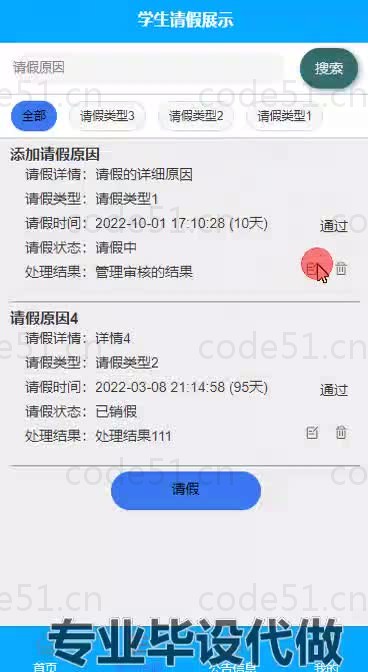 学生请假展示
请假原因
搜索
code51.cn
全部
请假类型3
请假类型2
请假类型1
添加请假原因
请假详情：请假的详细原因
请假类型：请假类型1
请假时间：2022-10-01 17:10:28 (10天)
通过
请假状态：请假中
处理结果：管理审核的结果
请假原因4
请假详情：详情4
code51.cn
请假类型：请假类型2
请假时间：2022-03-08 21:14:58 (95天)
通过
请假状态：已销假
处理结果：处理结果111
code51.cn
请假
code51.cn
专业毕设代做
首页
公告信息
我的